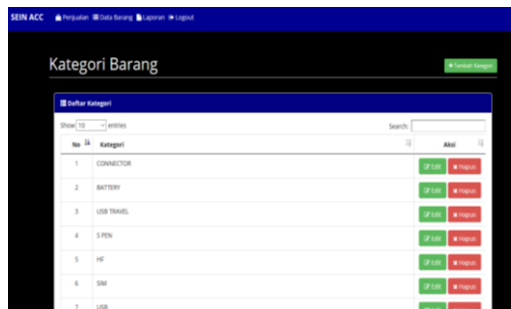 SEIN ACC Penjualan Data Barang Laporan Logout
Kategori Barang
Tambah Kategori
Daftar Kategori
Show 10 entries Search:
No Kategori Aksi
1 CONNECTOR Edit Hapus
2 BATTERY Edit Hapus
3 USB TRAVEL Edit Hapus
4 S PEN Edit Hapus
5 HF Edit Hapus
6 SIM Edit Hapus
7 USB